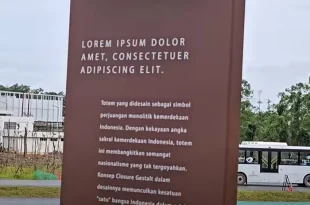 LOREM IPSUM DOLOR
AMET, CONSECTETUER
ADIPISCING ELIT.
Totem yang didesain sebagai simbol
perjuangan monolitik kemerdekaan
Indonesia. Dengan kekayaan angka
sakral kemerdekaan Indonesia, totem
ini membangkitkan semangat
nasionalisme yang tak tergoyahkan.
Konsep Closure Gestalt dalam
desainnya memunculkan kesatuan
"satu" bangsa Indonesia dalam